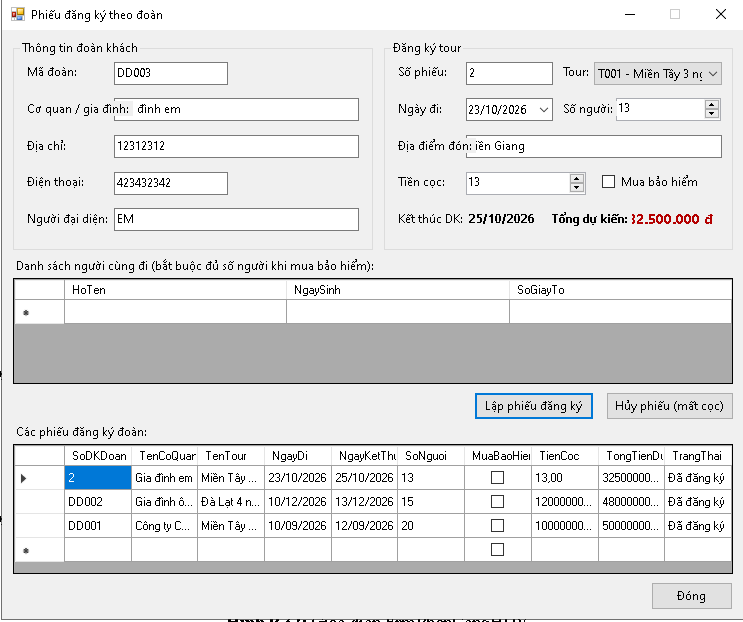 Phiếu đăng ký theo đoàn
Thông tin đoàn khách
Mã đoàn: DD003
Cơ quan / gia đình: đình em
Địa chỉ: 12312312
Điện thoại: 423432342
Người đại diện: EM
Đăng ký tour
Số phiếu: 2 Tour: T001 - Miền Tây 3 ng
Ngày đi: 23/10/2026 Số người: 13
Địa điểm đón: iền Giang
Tiền cọc: 13 Mua bảo hiểm
Kết thúc DK: 25/10/2026 Tổng dự kiến: 32.500.000 đ
Danh sách người cùng đi (bắt buộc đủ số người khi mua bảo hiểm):
HoTen NgaySinh SoGiayTo
Lập phiếu đăng ký Hủy phiếu (mất cọc)
Các phiếu đăng ký đoàn:
SoDKDoan TenCoQuan TenTour NgayDi NgayKetThu SoNguoi MuaBaoHien TienCoc TongTienDu TrangThai
2 Gia đình em Miền Tây ... 23/10/2026 25/10/2026 13 13,00 32500000... Đã đăng ký
DD002 Gia đình ô... Đà Lạt 4 n... 10/12/2026 13/12/2026 15 12000000... 48000000... Đã đăng ký
DD001 Công ty C... Miền Tây ... 10/09/2026 12/09/2026 20 10000000... 50000000... Đã đăng ký
Đóng